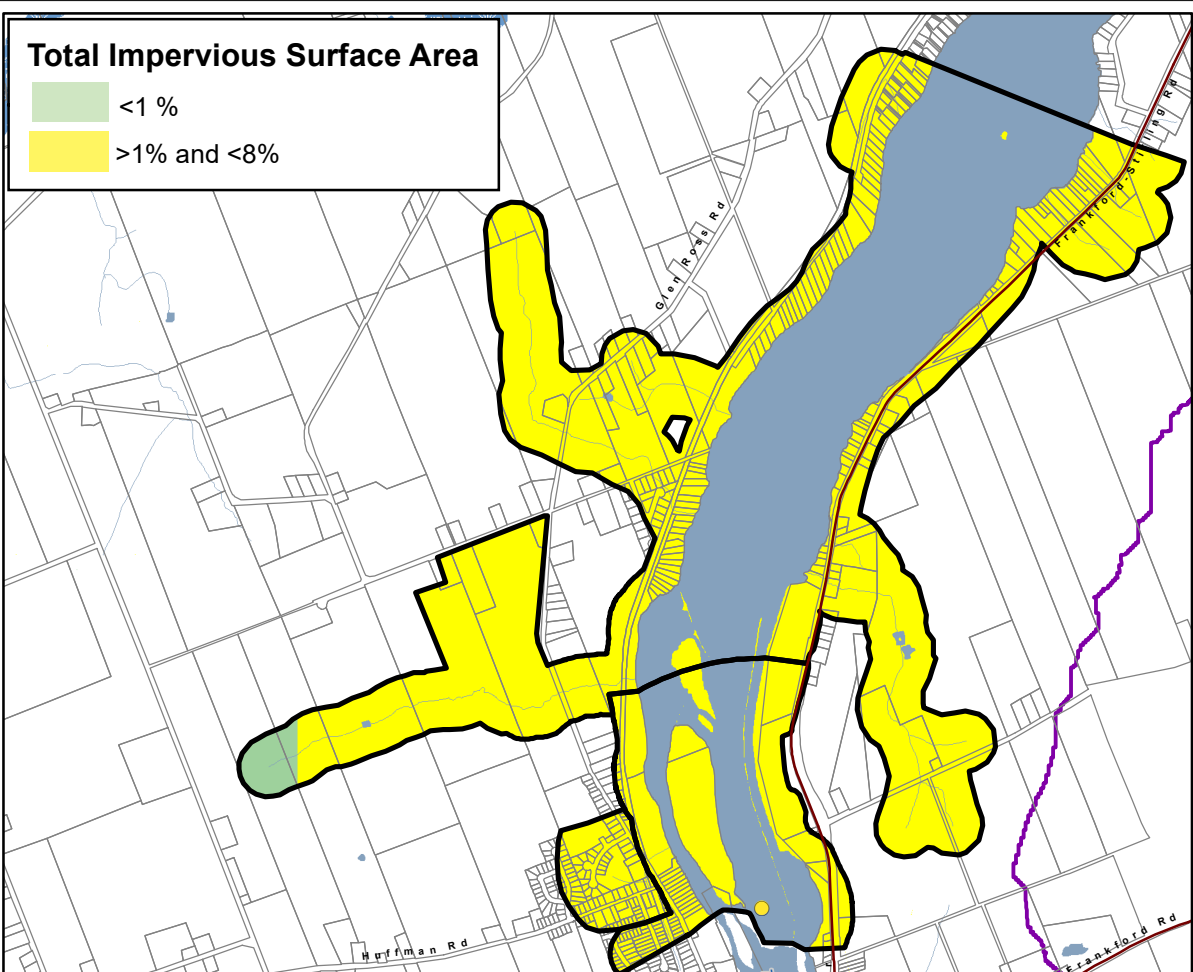 Total Impervious Surface Area
<1 %
>1% and <8%
Frankford-Stirling Rd
Glen Ross Rd
Huffman Rd
Frankford Rd